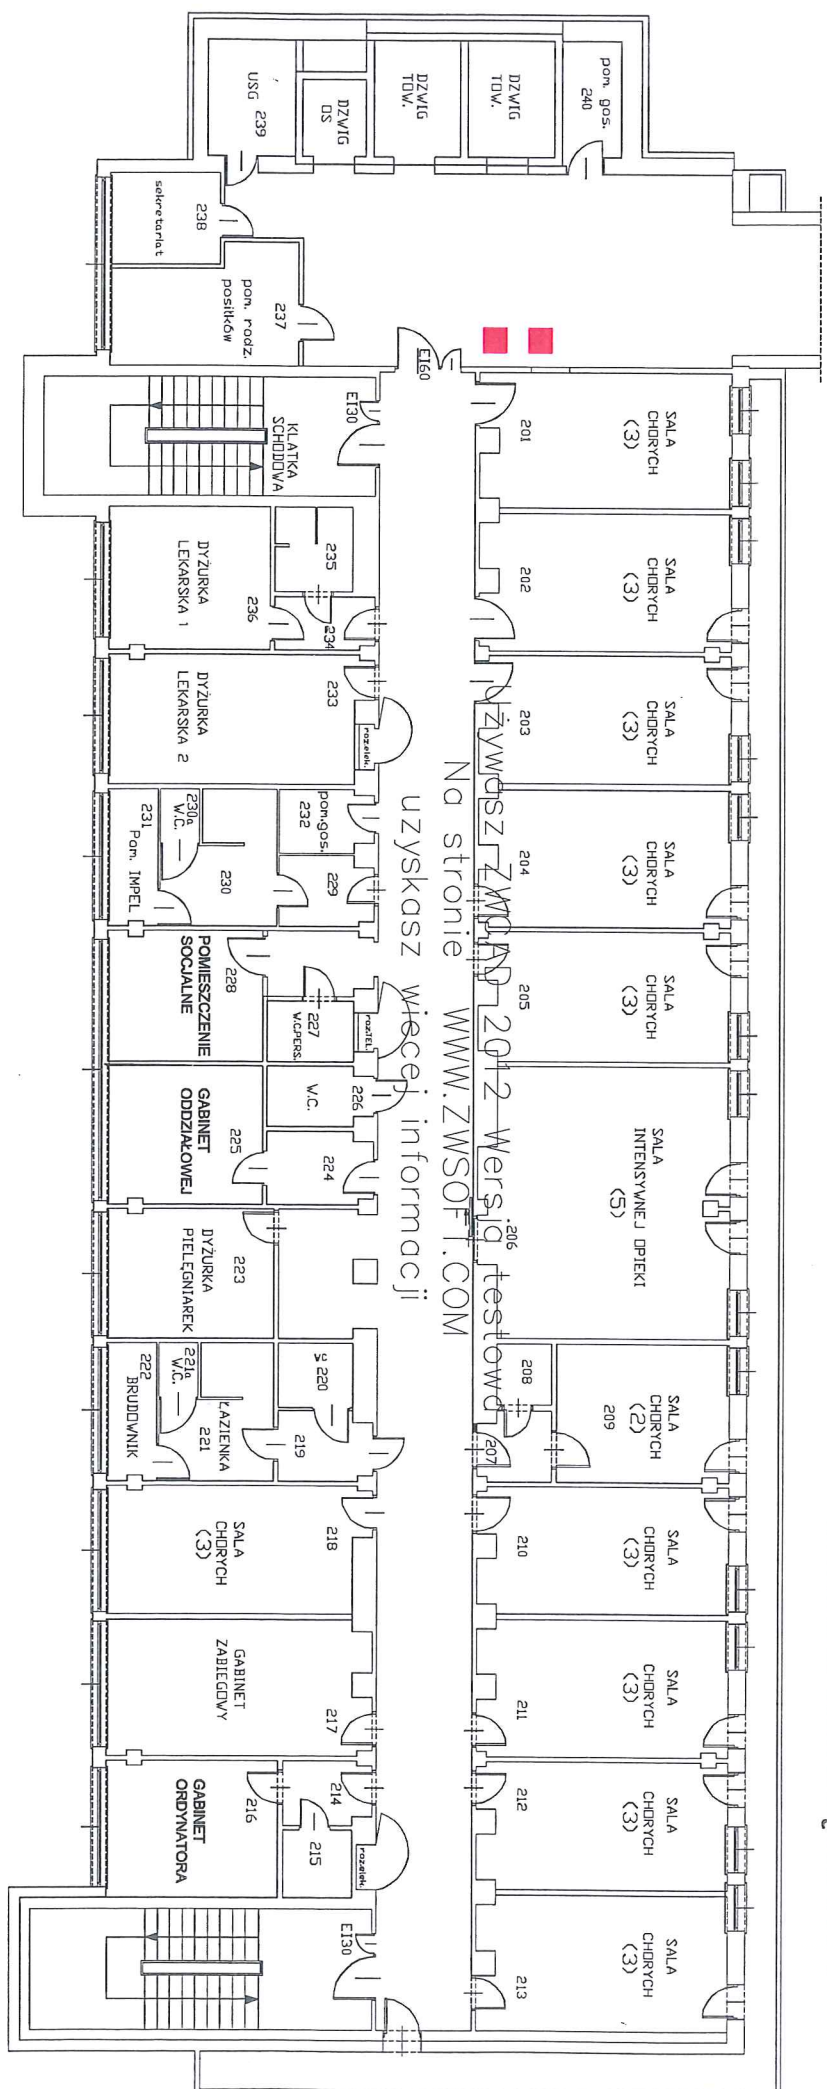 USG 239
DZWIG
OS
DZWIG
TOW.
DZWIG
TOW.
pom. gos.
240
238
sekretariat
237
pom. rodz.
posiłków
EI60
EI30
KLATKA
SCHODOWA
201
SALA
CHORYCH
(3)
202
SALA
CHORYCH
(3)
203
SALA
CHORYCH
(3)
204
SALA
CHORYCH
(3)
205
SALA
CHORYCH
(3)
SALA
INTENSYWNEJ OPIEKI
(5)
206
208
207
209
SALA
CHORYCH
(2)
210
SALA
CHORYCH
(3)
211
SALA
CHORYCH
(3)
212
SALA
CHORYCH
(3)
213
SALA
CHORYCH
(3)
235
234
236
DYŻURKA
LEKARSKA 1
233
DYŻURKA
LEKARSKA 2
roz.elek.
pom.gos.
232
229
230
230a
W.C.
231
Pom. IMPEL
228
POMIESZCZENIE
SOCJALNE
227
W.C.PERS.
roz.TEL.
226
W.C.
225
GABINET
ODDZIAŁOWEJ
224
223
DYŻURKA
PIELĘGNIAREK
WC 220
219
ŁAZIENKA
221
221a
W.C.
222
BRUDOWNIK
218
SALA
CHORYCH
(3)
217
GABINET
ZABIEGOWY
214
215
216
GABINET
ORDYNATORA
roz.elek.
EI30
Używasz ZWCAD 2012 Wersja testowa
Na stronie WWW.ZWSOFT.COM
uzyskasz więcej informacji